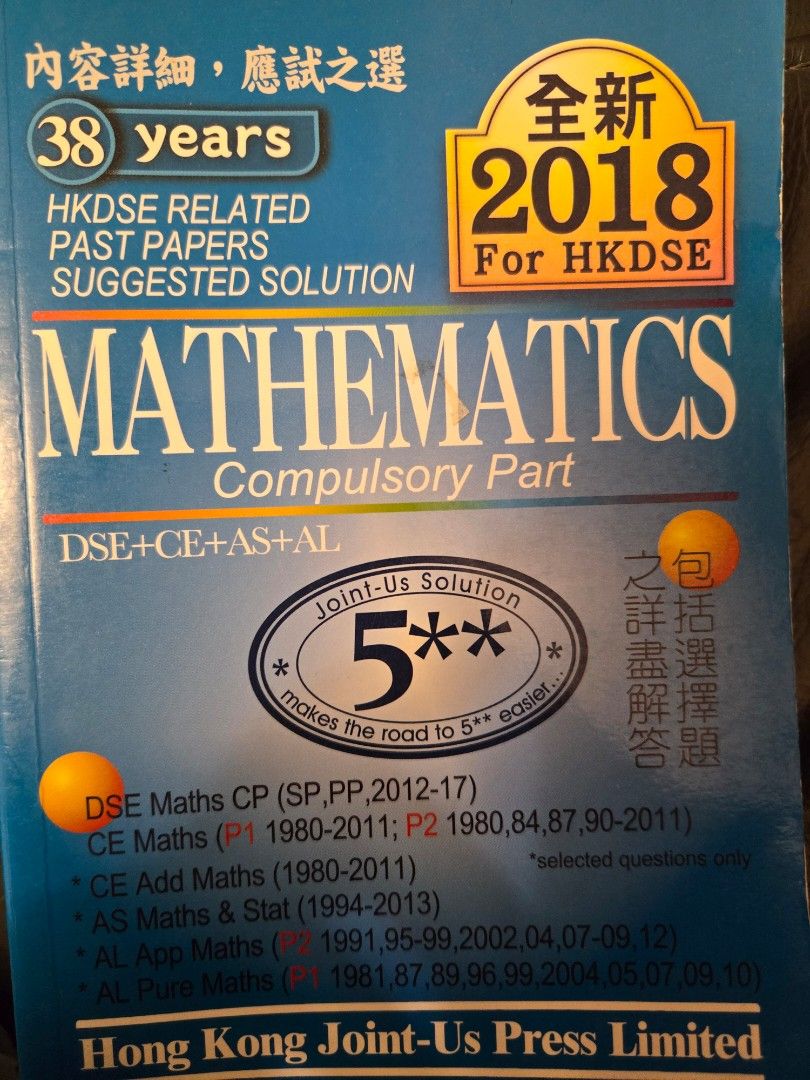 內容詳細，應試之選
38 years
HKDSE RELATED
PAST PAPERS
SUGGESTED SOLUTION
全新
2018
For HKDSE
MATHEMATICS
Compulsory Part
DSE+CE+AS+AL
Joint-Us Solution
5**
* *
makes the road to 5** easier...
包括選擇題
之詳盡解答
DSE Maths CP (SP,PP,2012-17)
CE Maths (P1 1980-2011; P2 1980,84,87,90-2011)
*selected questions only
* CE Add Maths (1980-2011)
* AS Maths & Stat (1994-2013)
* AL App Maths (P2 1991,95-99,2002,04,07-09,12)
* AL Pure Maths (P1 1981,87,89,96,99,2004,05,07,09,10)
Hong Kong Joint-Us Press Limited